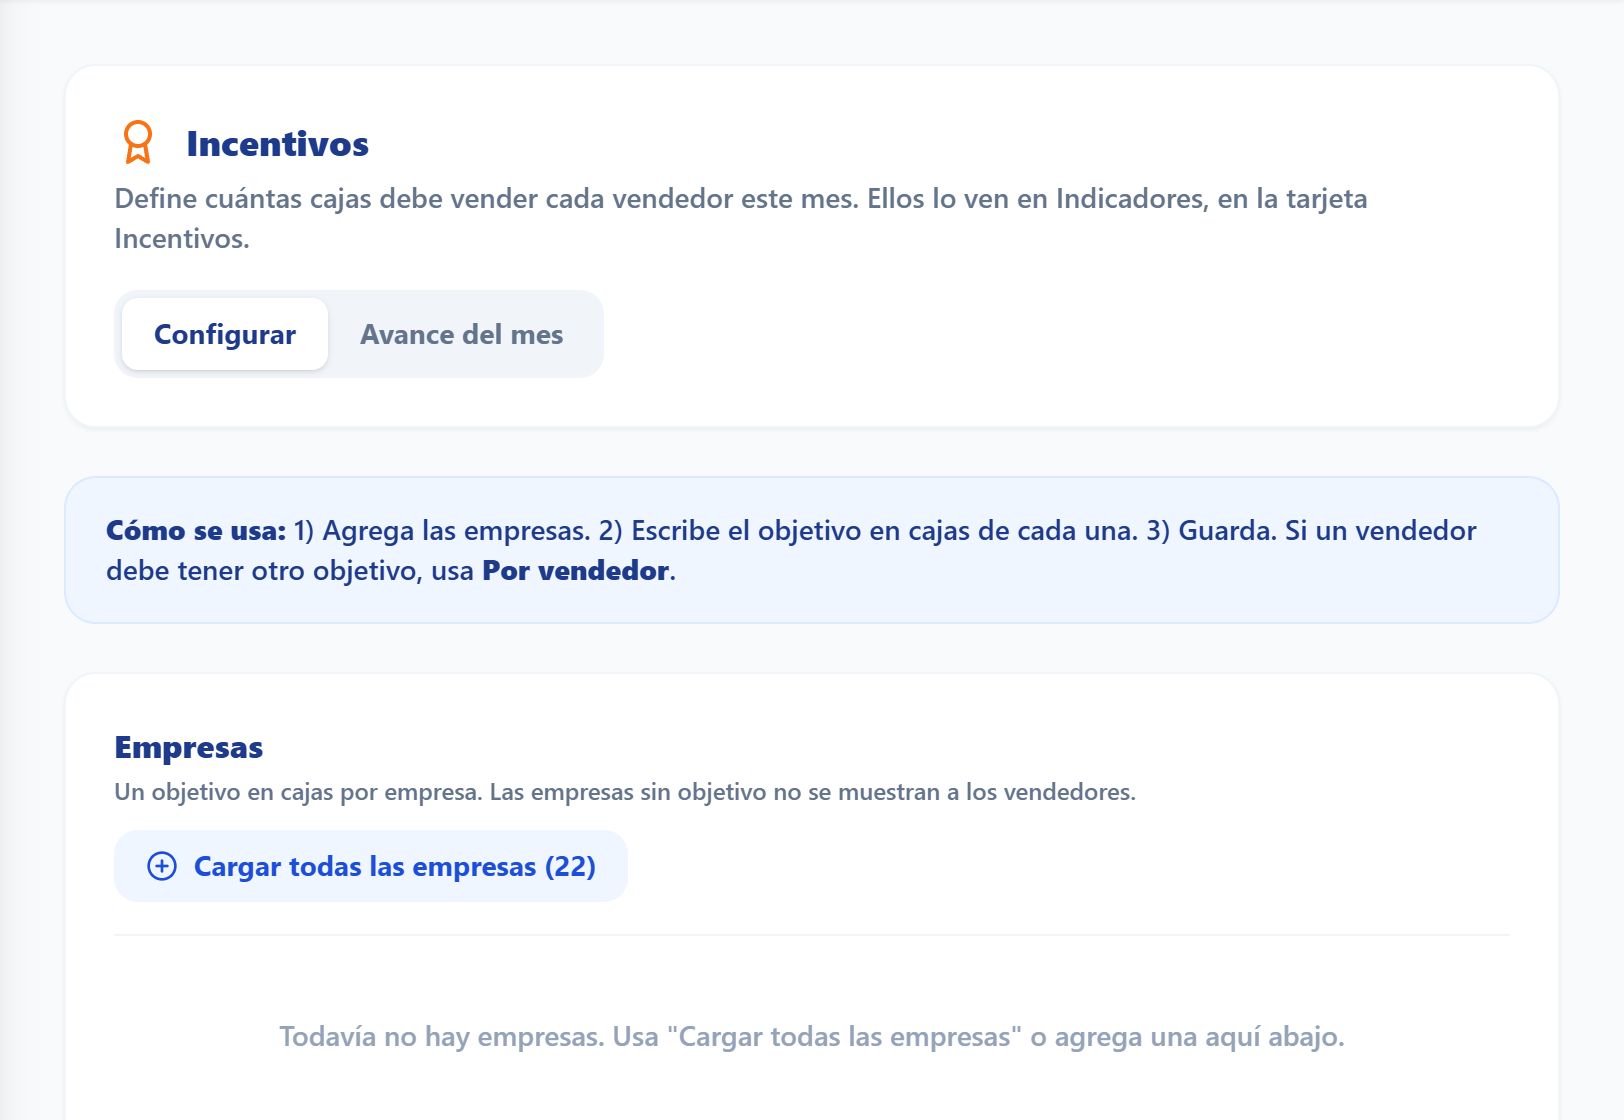 Incentivos
Define cuántas cajas debe vender cada vendedor este mes. Ellos lo ven en Indicadores, en la tarjeta
Incentivos.
Configurar
Avance del mes
Cómo se usa: 1) Agrega las empresas. 2) Escribe el objetivo en cajas de cada una. 3) Guarda. Si un vendedor
debe tener otro objetivo, usa Por vendedor.
Empresas
Un objetivo en cajas por empresa. Las empresas sin objetivo no se muestran a los vendedores.
Cargar todas las empresas (22)
Todavía no hay empresas. Usa "Cargar todas las empresas" o agrega una aquí abajo.